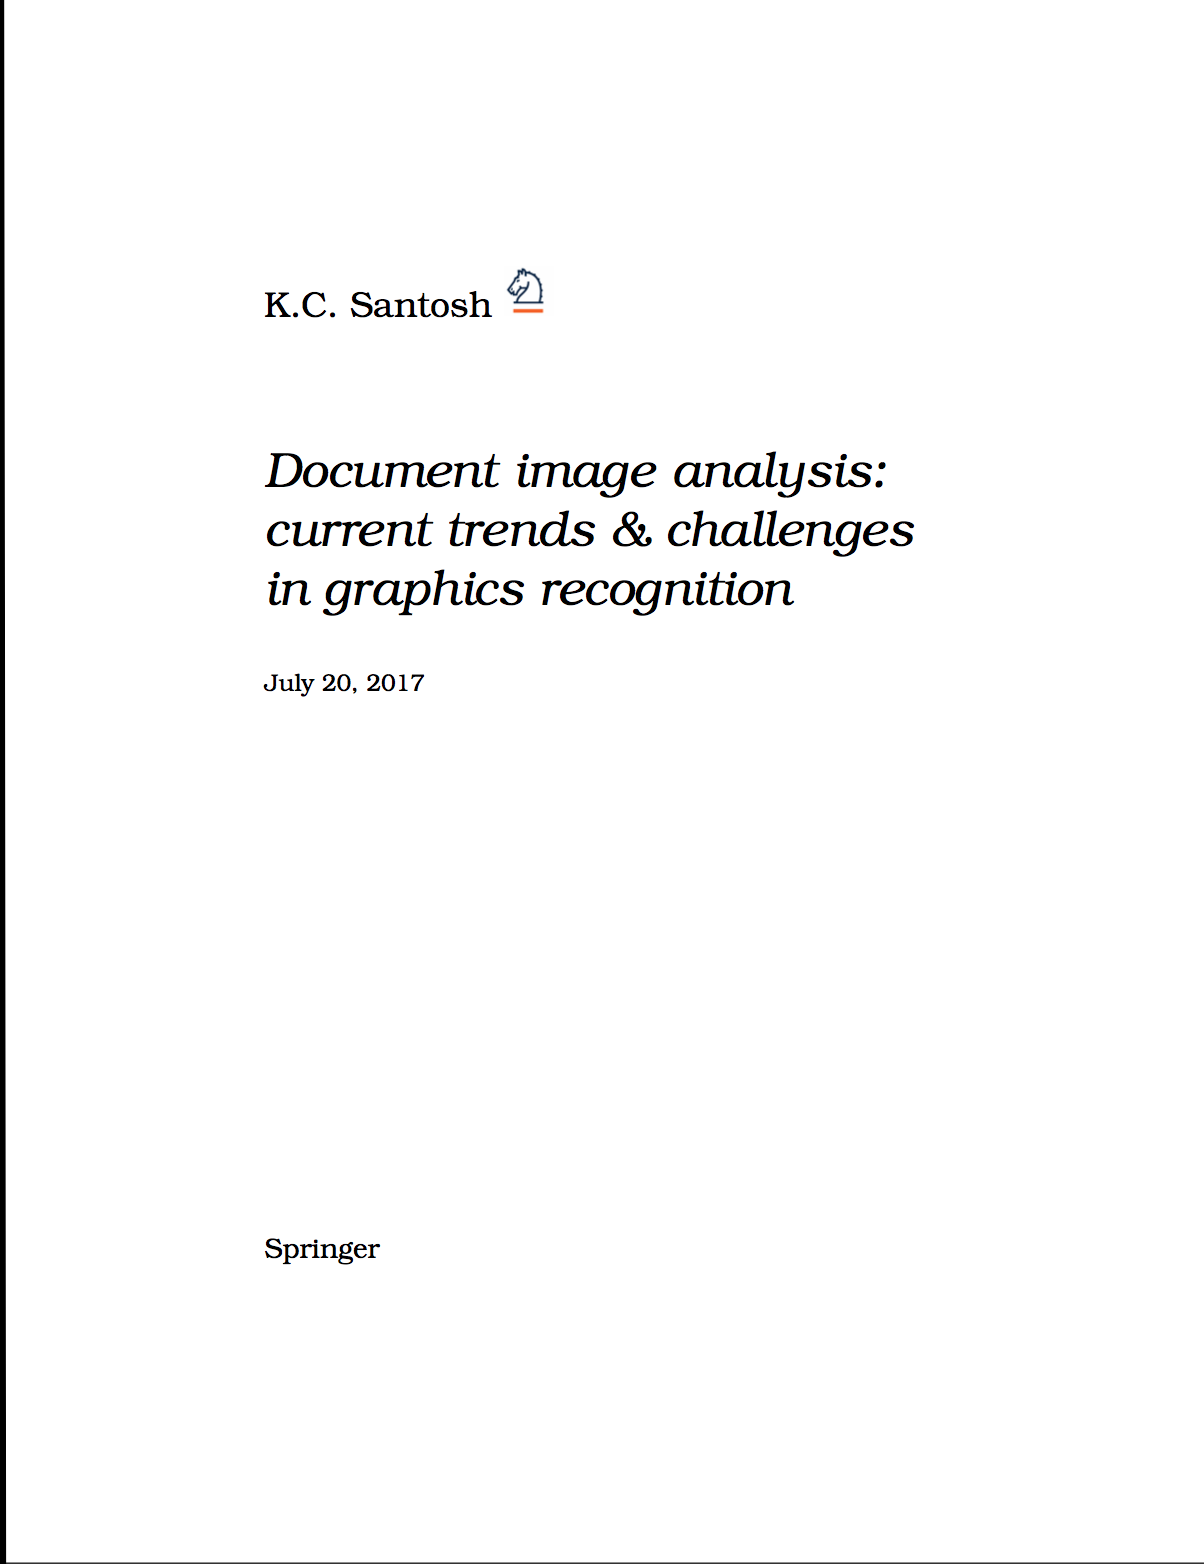 K.C. Santosh
Document image analysis:
current trends & challenges
in graphics recognition
July 20, 2017
Springer